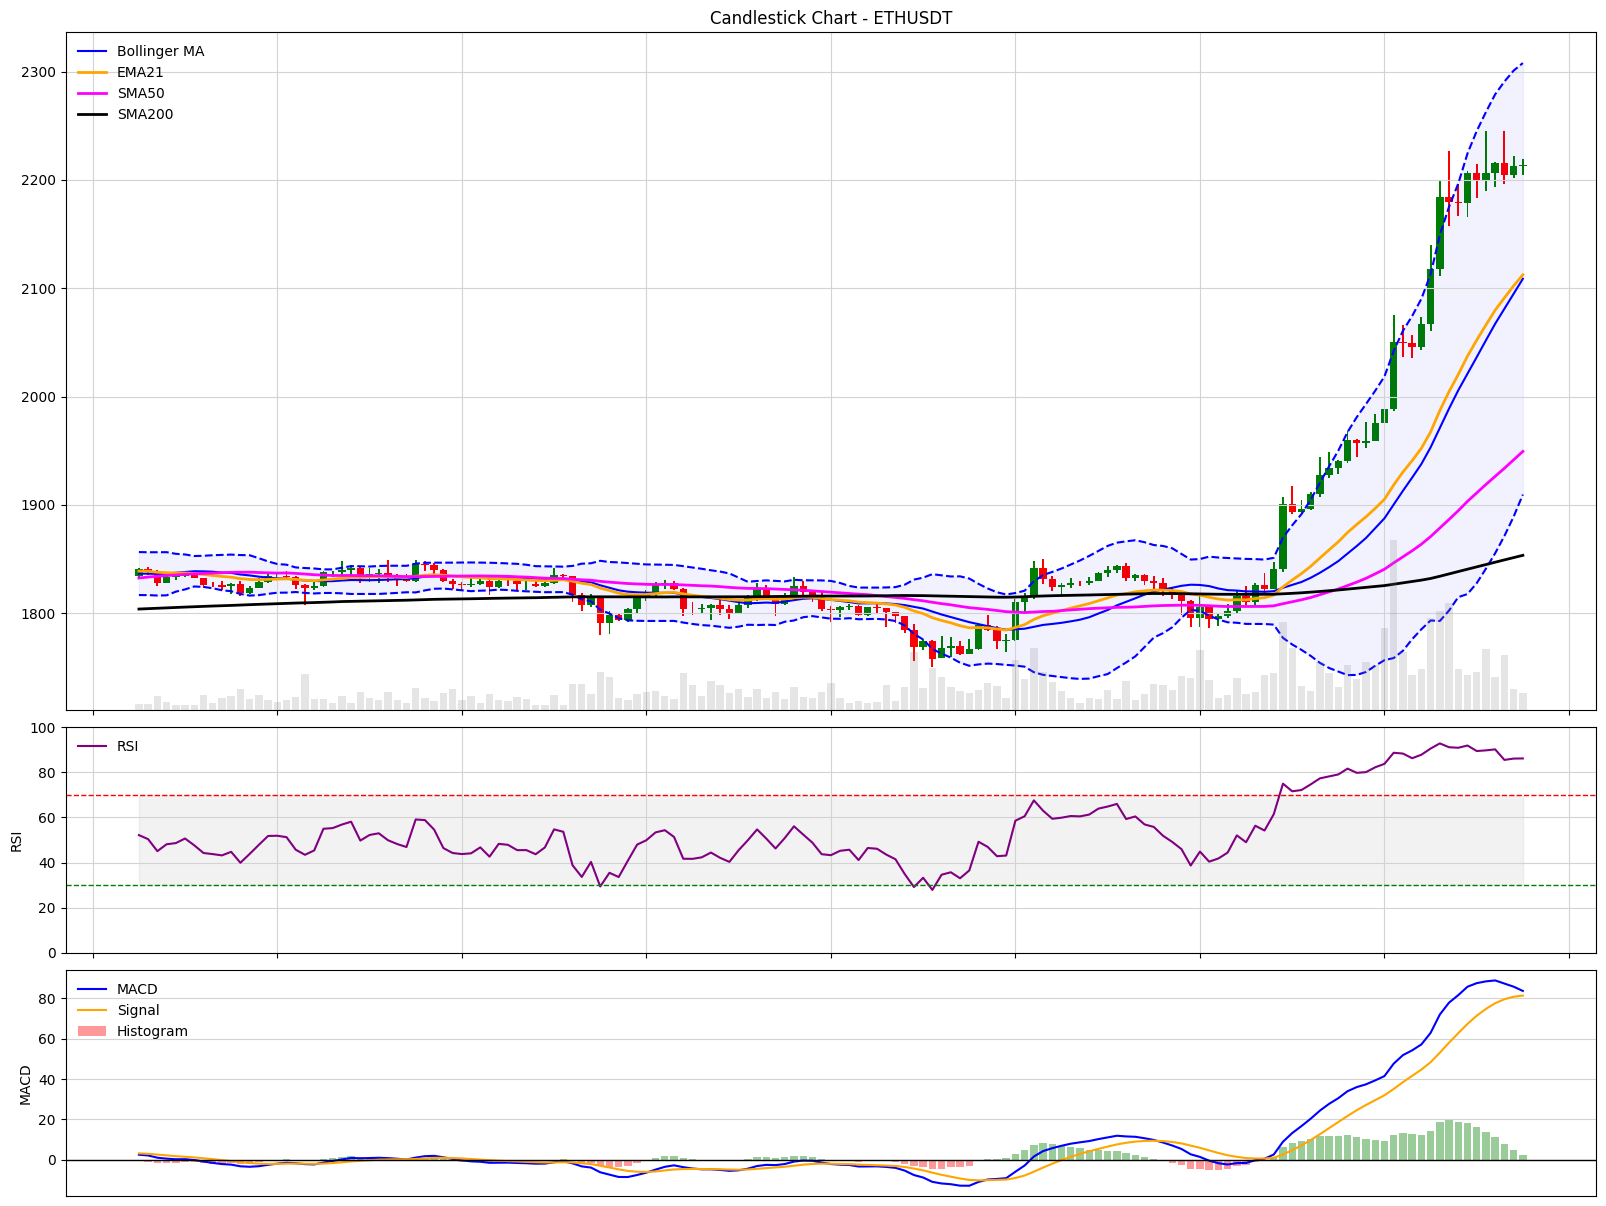 Candlestick Chart - ETHUSDT
Bollinger MA
EMA21
SMA50
SMA200
2300
2200
2100
2000
1900
1800
RSI
100
80
60
40
20
0
RSI
MACD
Signal
Histogram
80
60
40
20
0
MACD